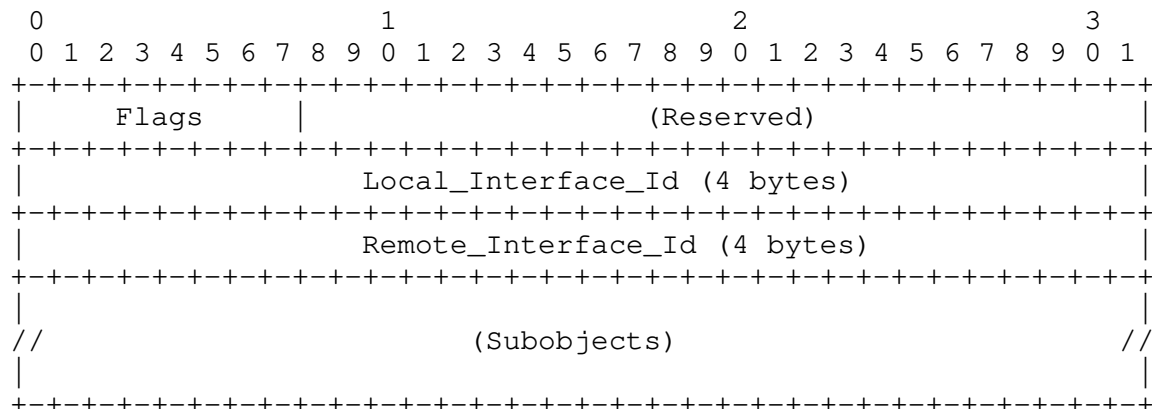 0                   1                   2                   3
 0 1 2 3 4 5 6 7 8 9 0 1 2 3 4 5 6 7 8 9 0 1 2 3 4 5 6 7 8 9 0 1
+-+-+-+-+-+-+-+-+-+-+-+-+-+-+-+-+-+-+-+-+-+-+-+-+-+-+-+-+-+-+-+-+
|     Flags     |                   (Reserved)                  |
+-+-+-+-+-+-+-+-+-+-+-+-+-+-+-+-+-+-+-+-+-+-+-+-+-+-+-+-+-+-+-+-+
|                   Local_Interface_Id (4 bytes)                |
+-+-+-+-+-+-+-+-+-+-+-+-+-+-+-+-+-+-+-+-+-+-+-+-+-+-+-+-+-+-+-+-+
|                   Remote_Interface_Id (4 bytes)               |
+-+-+-+-+-+-+-+-+-+-+-+-+-+-+-+-+-+-+-+-+-+-+-+-+-+-+-+-+-+-+-+-+
|                                                               |
//                        (Subobjects)                         //
|                                                               |
+-+-+-+-+-+-+-+-+-+-+-+-+-+-+-+-+-+-+-+-+-+-+-+-+-+-+-+-+-+-+-+-+